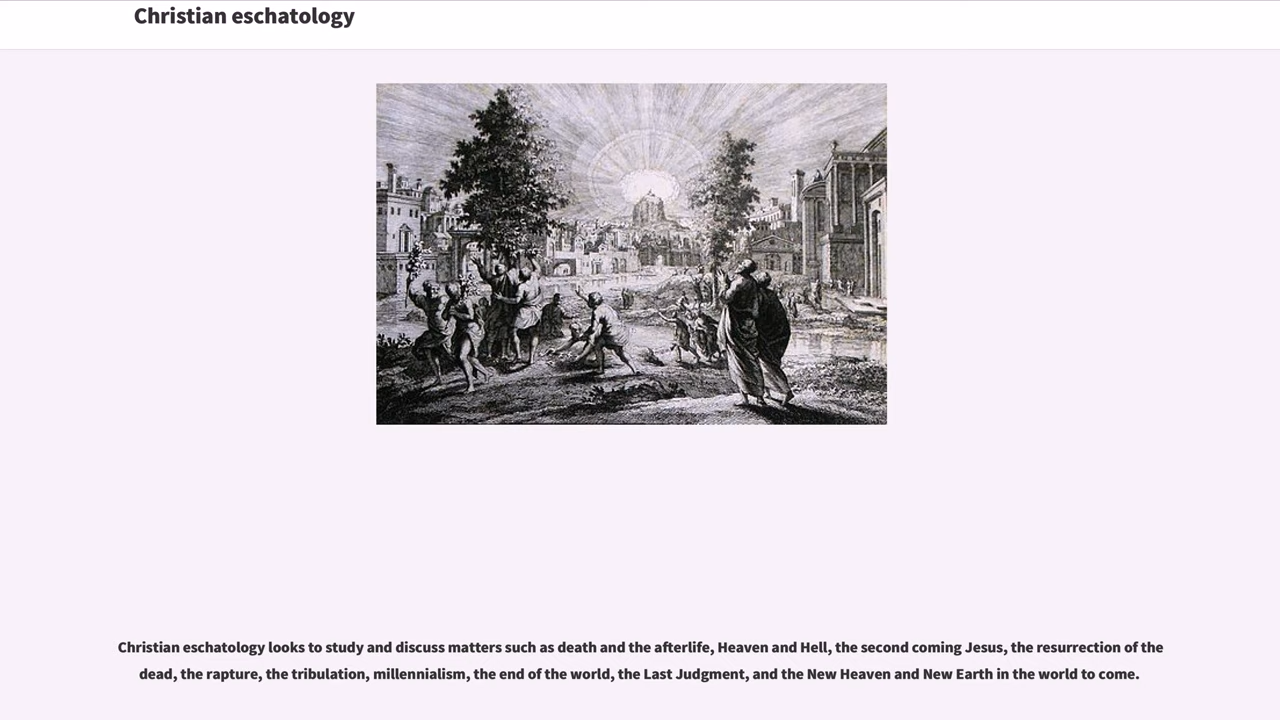 Christian eschatology
Christian eschatology looks to study and discuss matters such as death and the afterlife, Heaven and Hell, the second coming Jesus, the resurrection of the
dead, the rapture, the tribulation, millennialism, the end of the world, the Last Judgment, and the New Heaven and New Earth in the world to come.